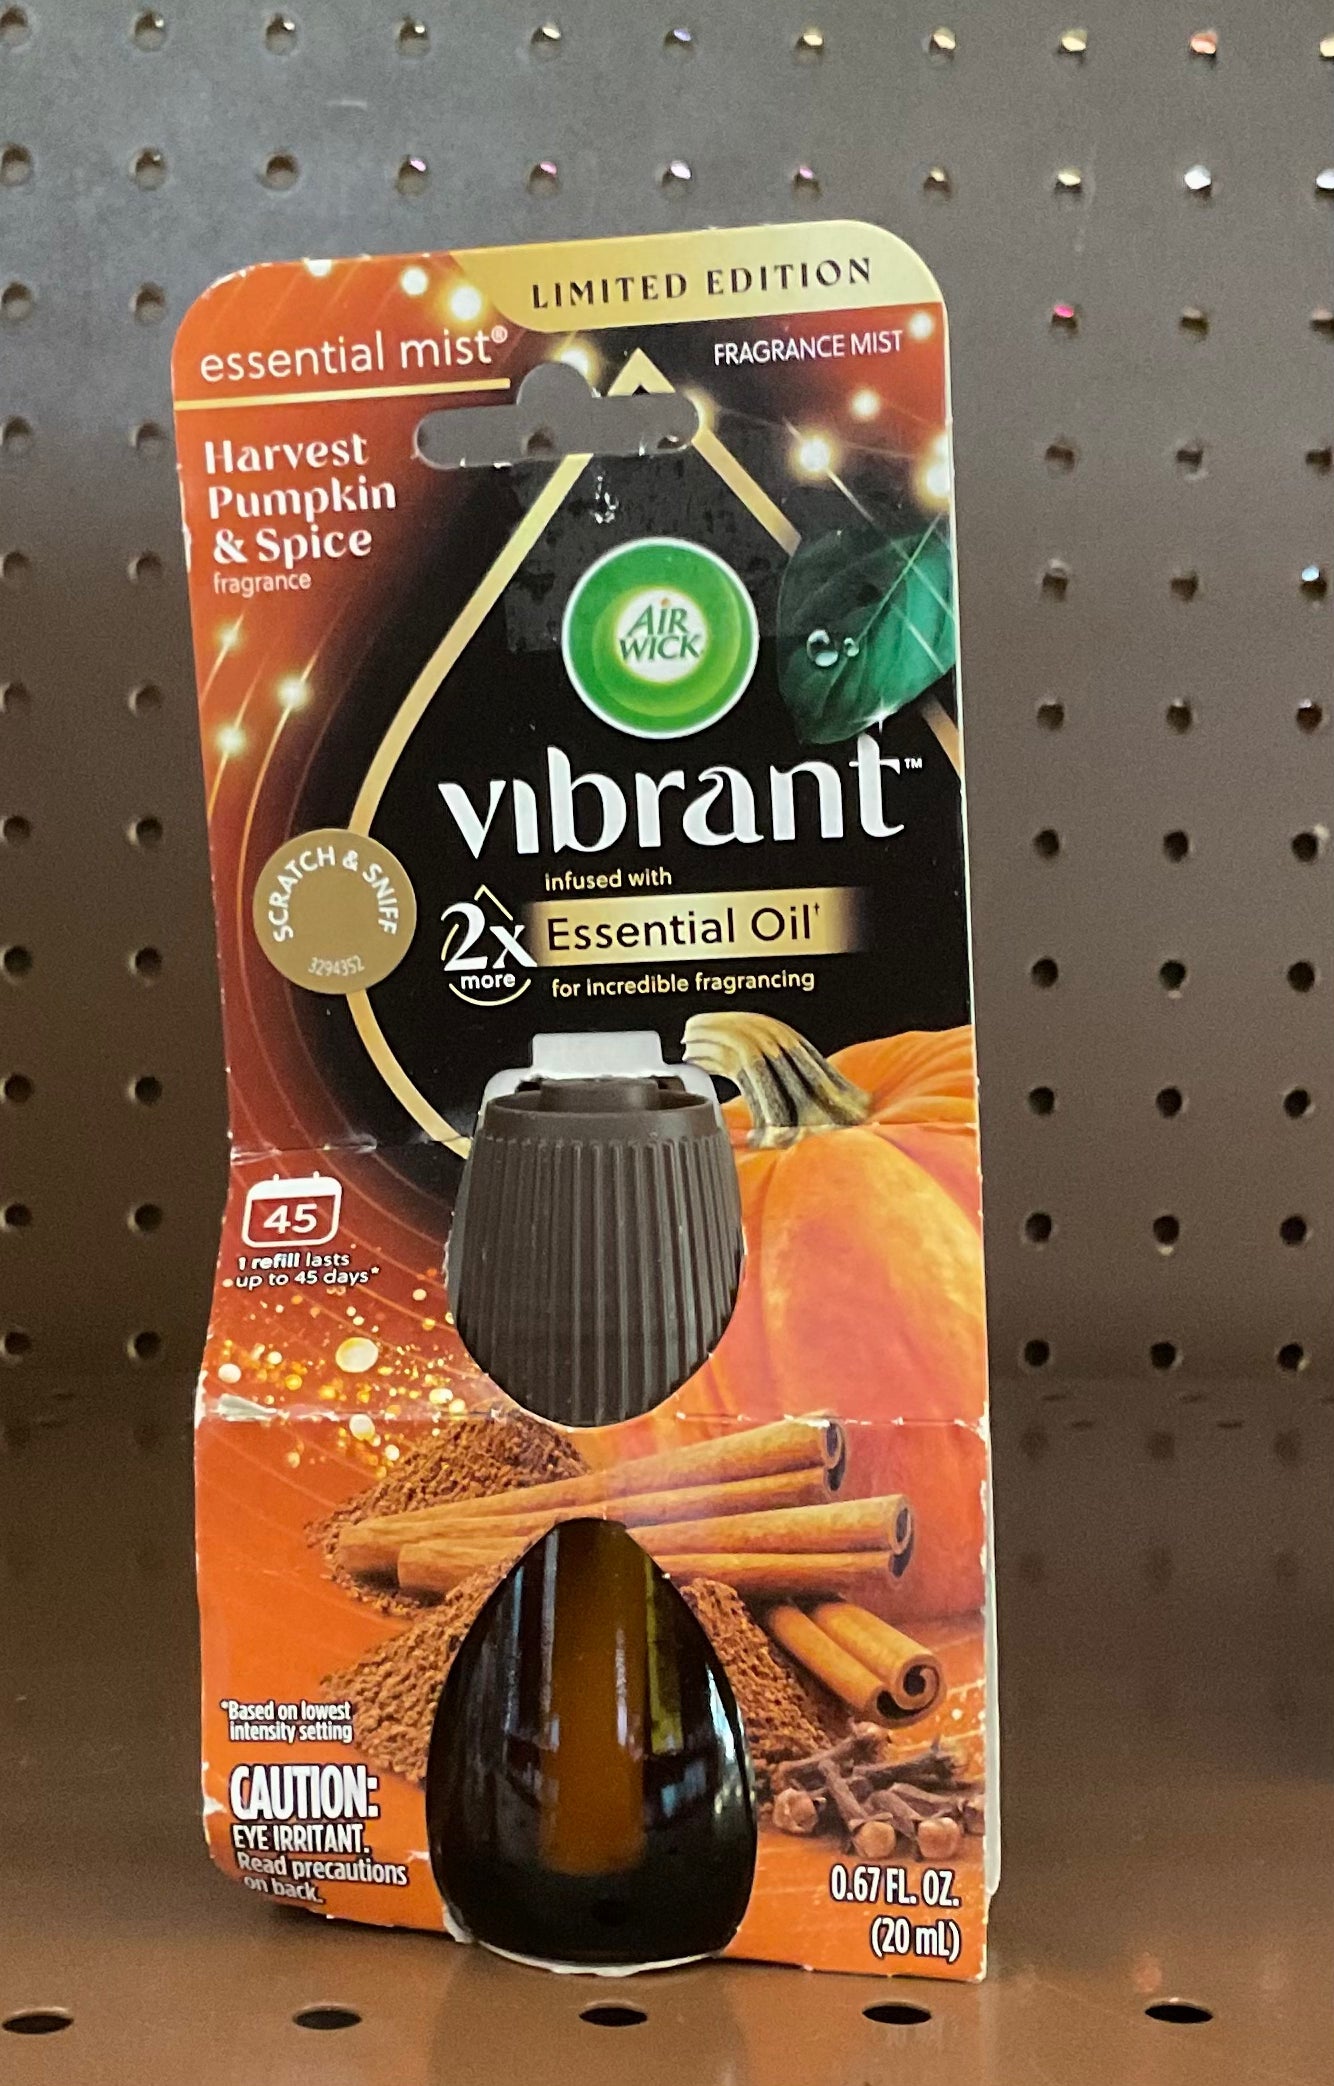 LIMITED EDITION
essential mist®
FRAGRANCE MIST
Harvest
Pumpkin
& Spice
fragrance
AIR
WICK
vibrant™
SCRATCH & SNIFF
3294352
infused with
2x
more
Essential Oil†
for incredible fragrancing
45
1 refill lasts
up to 45 days*
*Based on lowest
intensity setting
CAUTION:
EYE IRRITANT.
Read precautions
on back.
0.67 FL. OZ.
(20 mL)